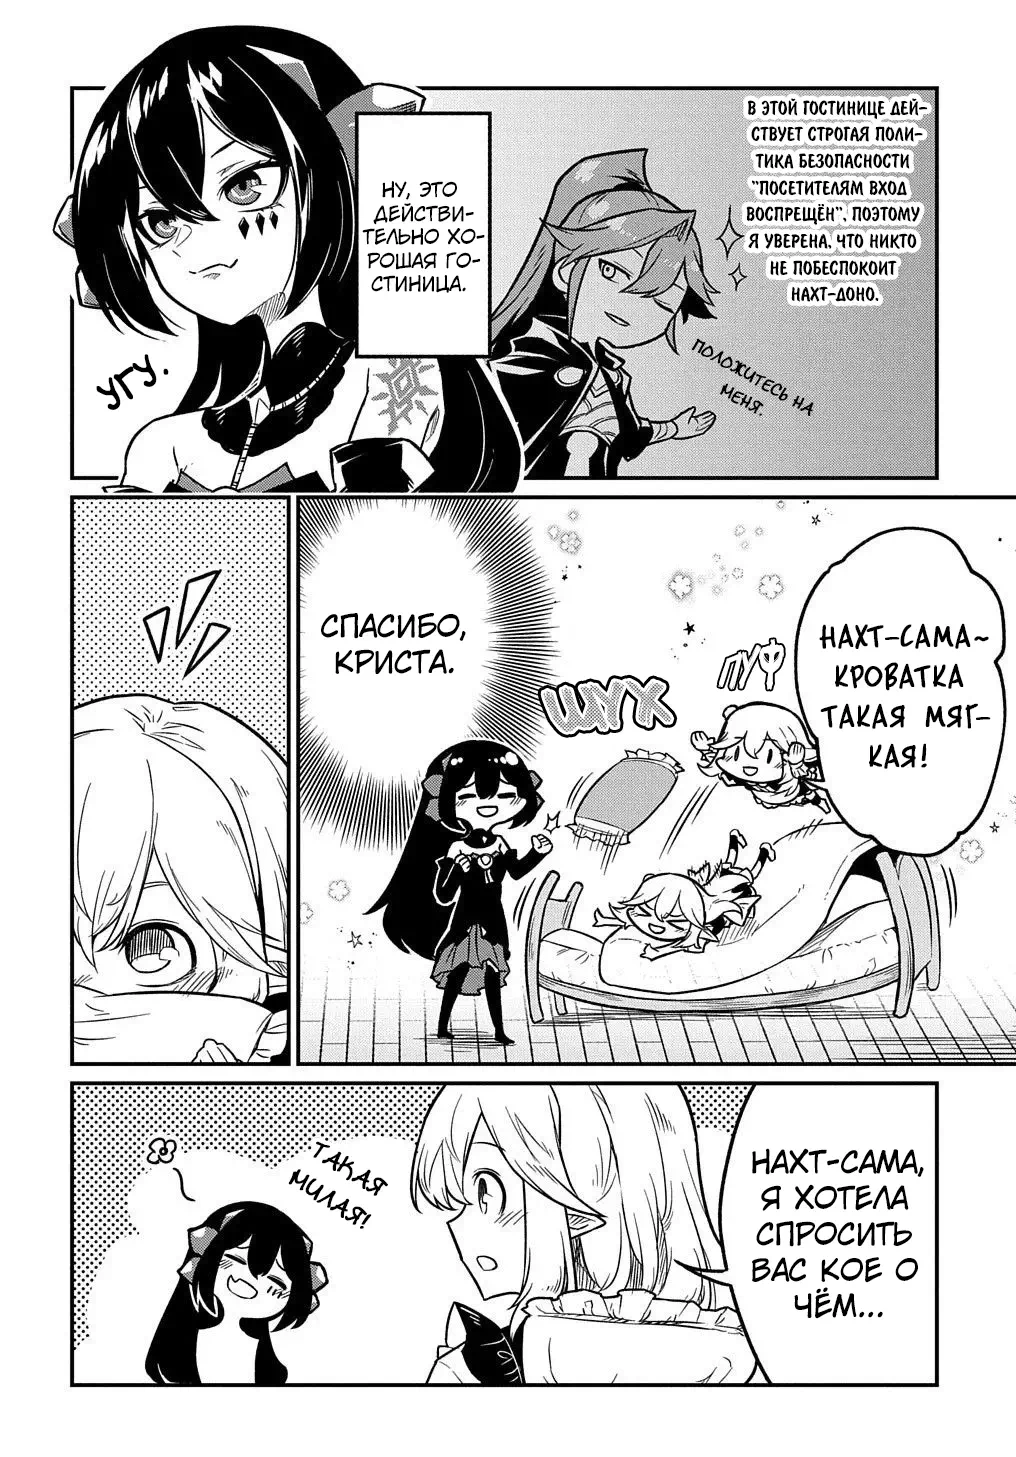 В ЭТОЙ ГОСТИНИЦЕ ДЕЙ-
СТВУЕТ СТРОГАЯ ПОЛИ-
ТИКА БЕЗОПАСНОСТИ
"ПОСЕТИТЕЛЯМ ВХОД
ВОСПРЕЩЁН". ПОЭТОМУ
Я УВЕРЕНА, ЧТО НИКТО
НЕ ПОБЕСПОКОИТ
НАХТ-ДОНО.
ПОЛОЖИТЕСЬ НА
МЕНЯ.
НУ, ЭТО
ДЕЙСТВИ-
ТЕЛЬНО ХО-
РОШАЯ ГО-
СТИНИЦА.
УГУ.
НАХТ-САМА~
КРОВАТКА
ТАКАЯ МЯГ-
КАЯ!
ПУФ
ШУХ
СПАСИБО,
КРИСТА.
НАХТ-САМА,
Я ХОТЕЛА
СПРОСИТЬ
ВАС КОЕ О
ЧЁМ...
ТАКАЯ
МИЛАЯ!